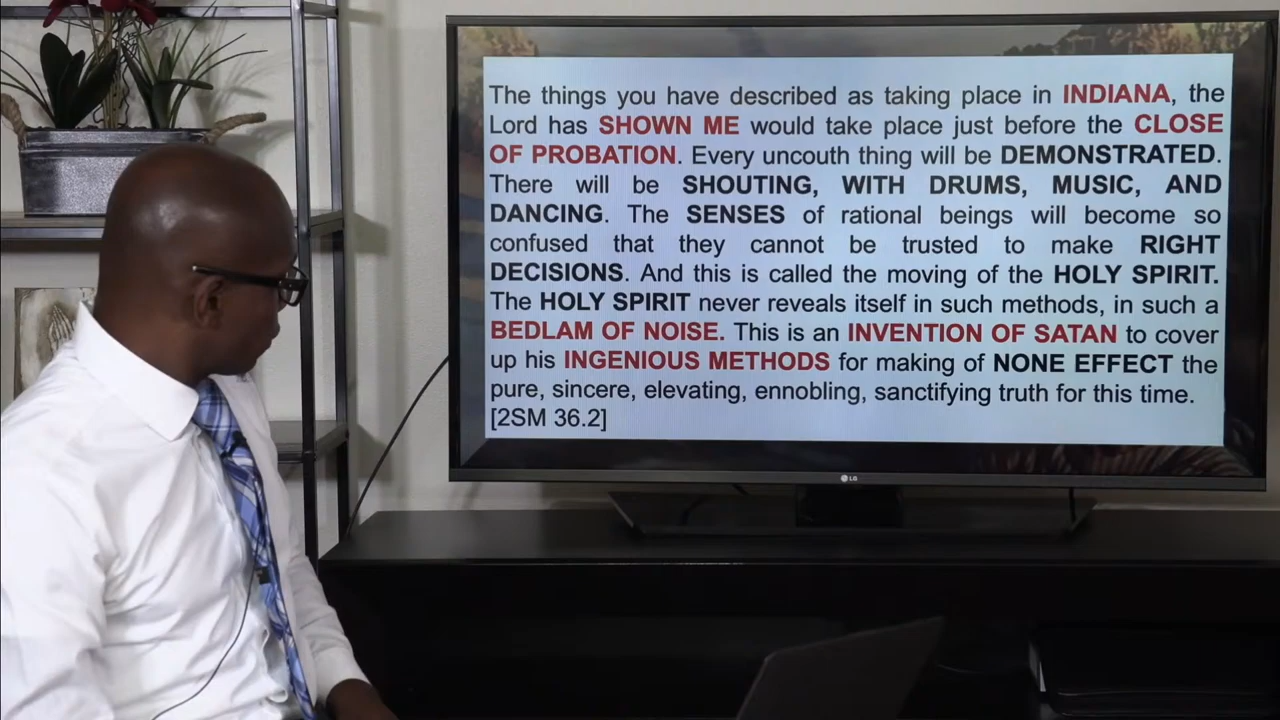 The things you have described as taking place in INDIANA, the
Lord has SHOWN ME would take place just before the CLOSE
OF PROBATION. Every uncouth thing will be DEMONSTRATED.
There will be SHOUTING, WITH DRUMS, MUSIC, AND
DANCING. The SENSES of rational beings will become so
confused that they cannot be trusted to make RIGHT
DECISIONS. And this is called the moving of the HOLY SPIRIT.
The HOLY SPIRIT never reveals itself in such methods, in such a
BEDLAM OF NOISE. This is an INVENTION OF SATAN to cover
up his INGENIOUS METHODS for making of NONE EFFECT the
pure, sincere, elevating, ennobling, sanctifying truth for this time.
[2SM 36.2]
LG